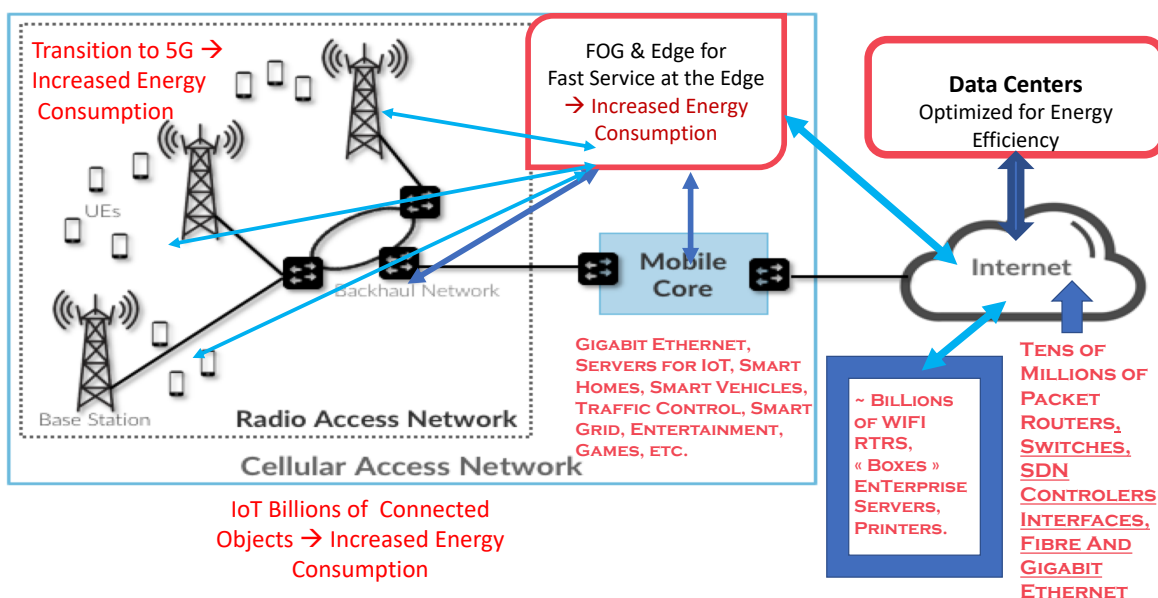 Transition to 5G →
Increased Energy
Consumption
UEs
Base Station
Backhaul Network
Radio Access Network
Cellular Access Network
FOG & Edge for
Fast Service at the Edge
→ Increased Energy
Consumption
Mobile
Core
Data Centers
Optimized for Energy
Efficiency
Internet
GIGABIT ETHERNET,
SERVERS FOR IOT, SMART
HOMES, SMART VEHICLES,
TRAFFIC CONTROL, SMART
GRID, ENTERTAINMENT,
GAMES, ETC.
~ BILLIONS
OF WIFI
RTRS,
« BOXES »
ENTERPRISE
SERVERS,
PRINTERS.
TENS OF
MILLIONS OF
PACKET
ROUTERS,
SWITCHES,
SDN
CONTROLERS
INTERFACES,
FIBRE AND
GIGABIT
ETHERNET
IoT Billions of Connected
Objects → Increased Energy
Consumption